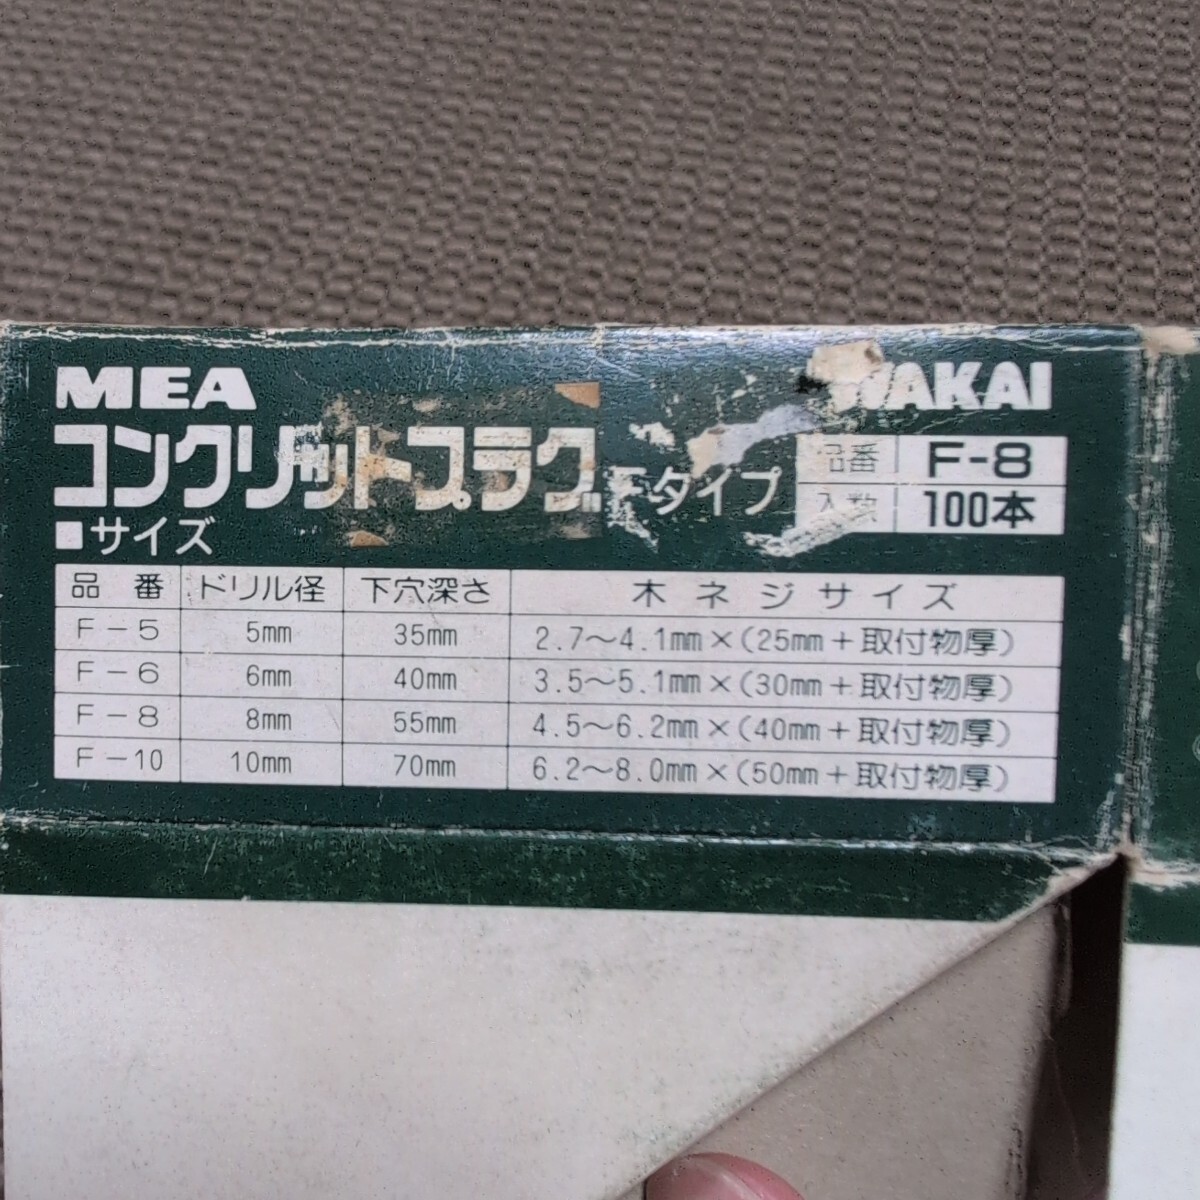 MEA
WAKAI
コンクリットプラグ Fタイプ
品番 F-8
入数 100本
■サイズ
品番 ドリル径 下穴深さ 木ネジサイズ
F-5 5mm 35mm 2.7～4.1mm×(25mm+取付物厚)
F-6 6mm 40mm 3.5～5.1mm×(30mm+取付物厚)
F-8 8mm 55mm 4.5～6.2mm×(40mm+取付物厚)
F-10 10mm 70mm 6.2～8.0mm×(50mm+取付物厚)